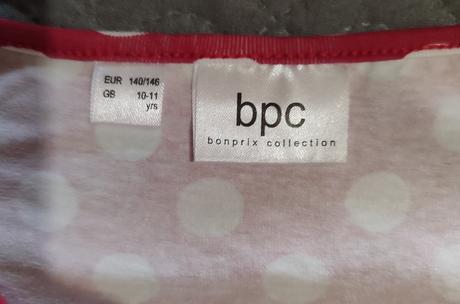 EUR 140/146
GB 10-11
yrs
bpc
bonprix collection